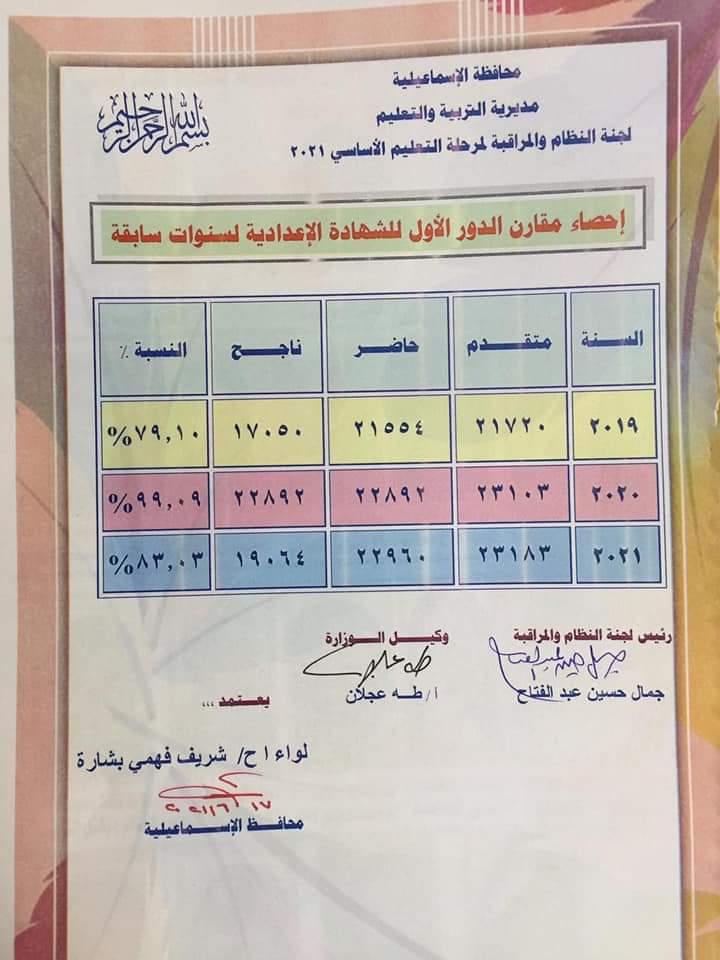 بسم الله الرحمن الرحيم
محافظة الإسماعيلية
مديرية التربية والتعليم
لجنة النظام والمراقبة لمرحلة التعليم الأساسي ٢٠٢١
احصاء مقارن الدور الأول للشهادة الإعدادية لسنوات سابقة
السنة متقدم حاضر ناجح النسبة ٪
٢٠١٩ ٢١٧٢٠ ٢١٥٥٤ ١٧٠٥٠ ٧٩,١٠%
٢٠٢٠ ٢٣١٠٣ ٢٢٨٩٢ ٢٢٨٩٢ ٩٩,٠٩%
٢٠٢١ ٢٣١٨٣ ٢٢٩٦٠ ١٩٠٦٤ ٨٣,٠٣%
رئيس لجنة النظام والمراقبة
جمال حسين عبد الفتاح
وكيل الوزارة
طه عجلان
أ/ طه عجلان
يعتمد ,,,
لواء ا ح/ شريف فهمي بشارة
محافظ الإسماعيلية